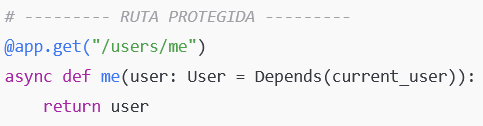 # --------- RUTA PROTEGIDA ---------
@app.get("/users/me")
async def me(user: User = Depends(current_user)):
    return user